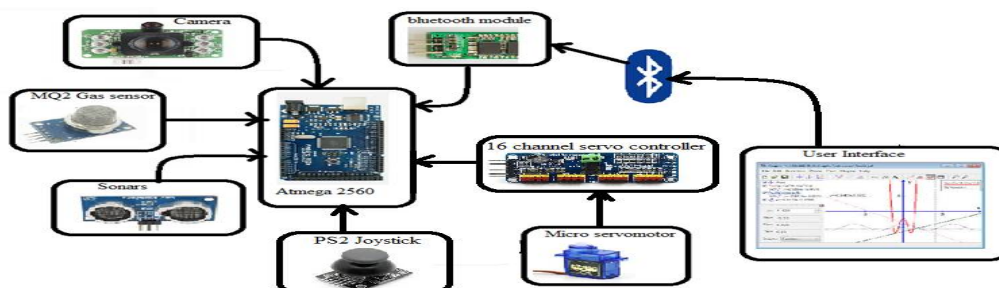 Camera
bluetooth module
MQ2 Gas sensor
16 channel servo controller
User Interface
Atmega 2560
Sonars
PS2 Joystick
Micro servomotor